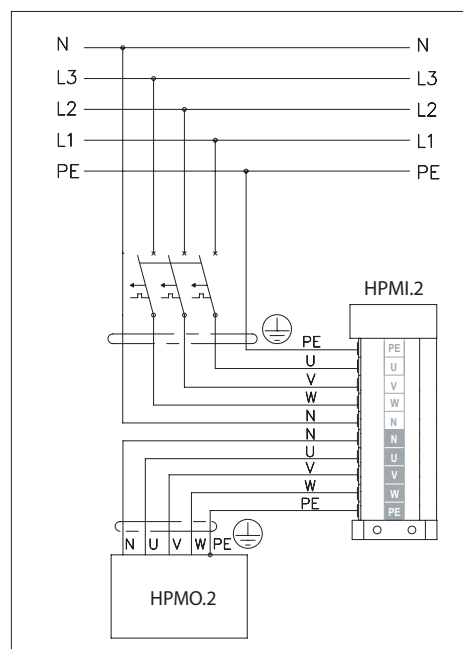 N N
L3 L3
L2 L2
L1 L1
PE PE
HPMI.2
PE PE
U U
V V
W W
N N
N N
U U
V V
W W
PE PE
N U V W PE
HPMO.2